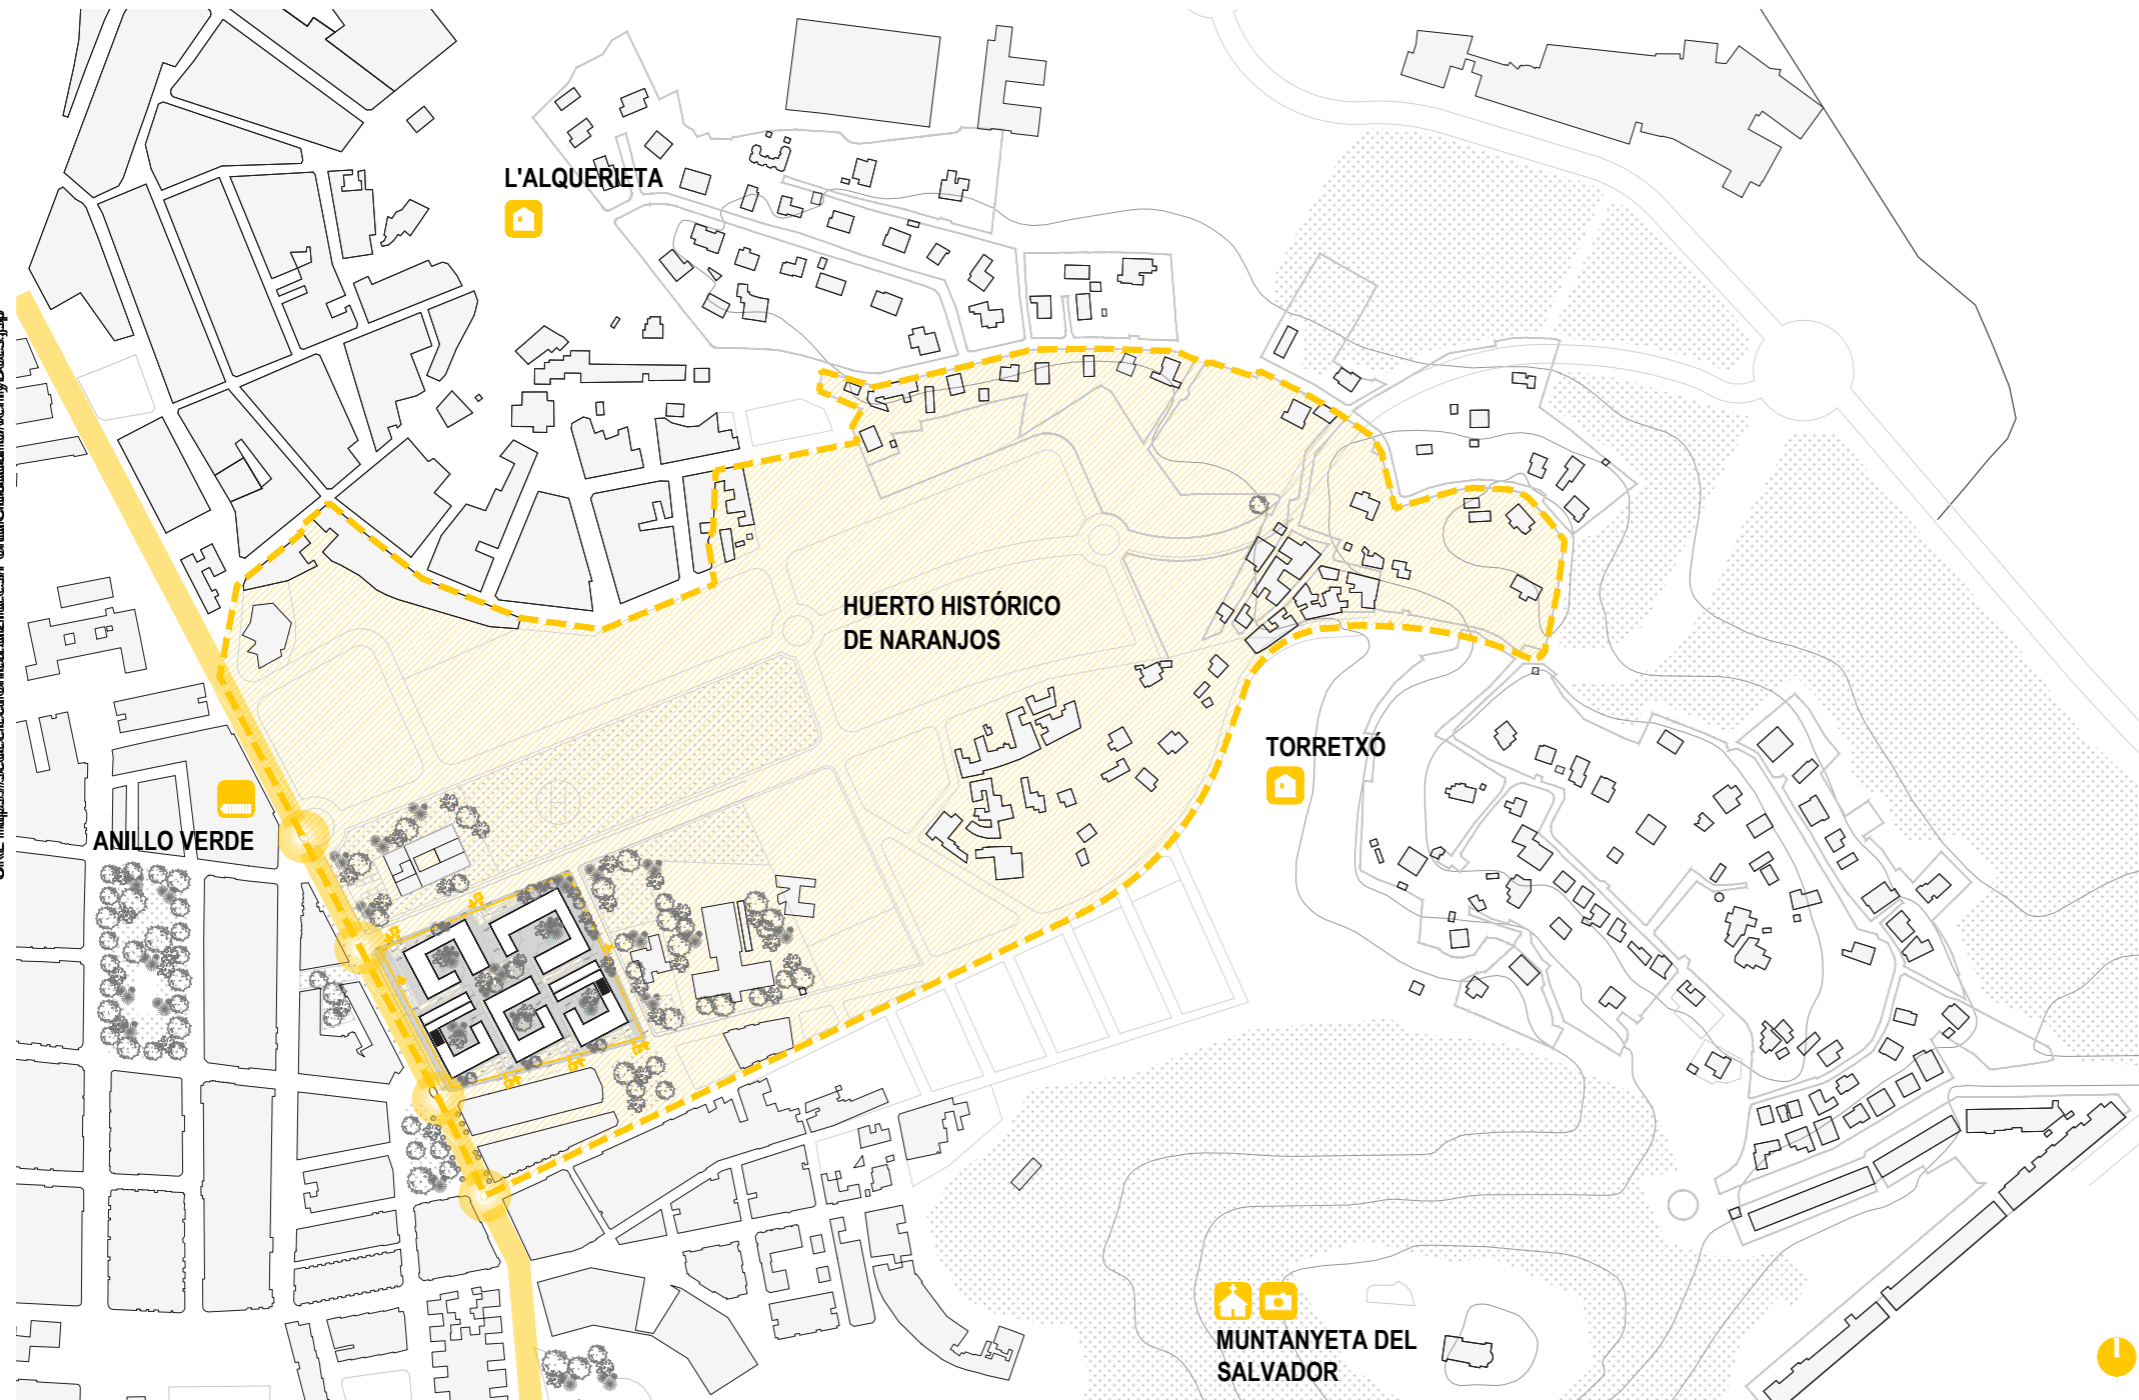 L'ALQUERIETA
HUERTO HISTÓRICO
DE NARANJOS
TORRETXÓ
ANILLO VERDE
MUNTANYETA DEL
SALVADOR